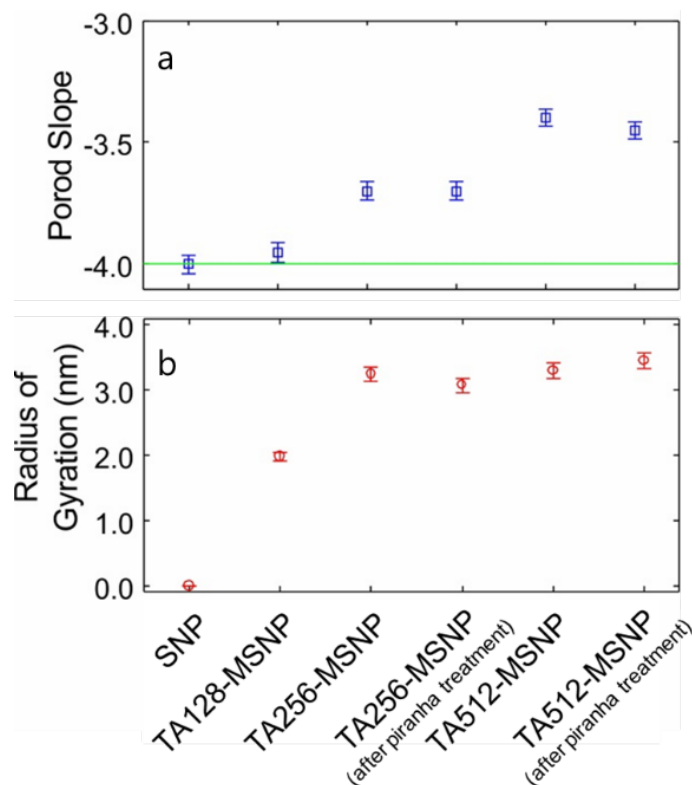 -3.0
a
-3.5
-4.0
Porod Slope
4.0
b
3.0
2.0
1.0
0.0
Radius of
Gyration (nm)
SNP
TA128-MSNP
TA256-MSNP
TA256-MSNP
(after piranha treatment)
TA512-MSNP
TA512-MSNP
(after piranha treatment)